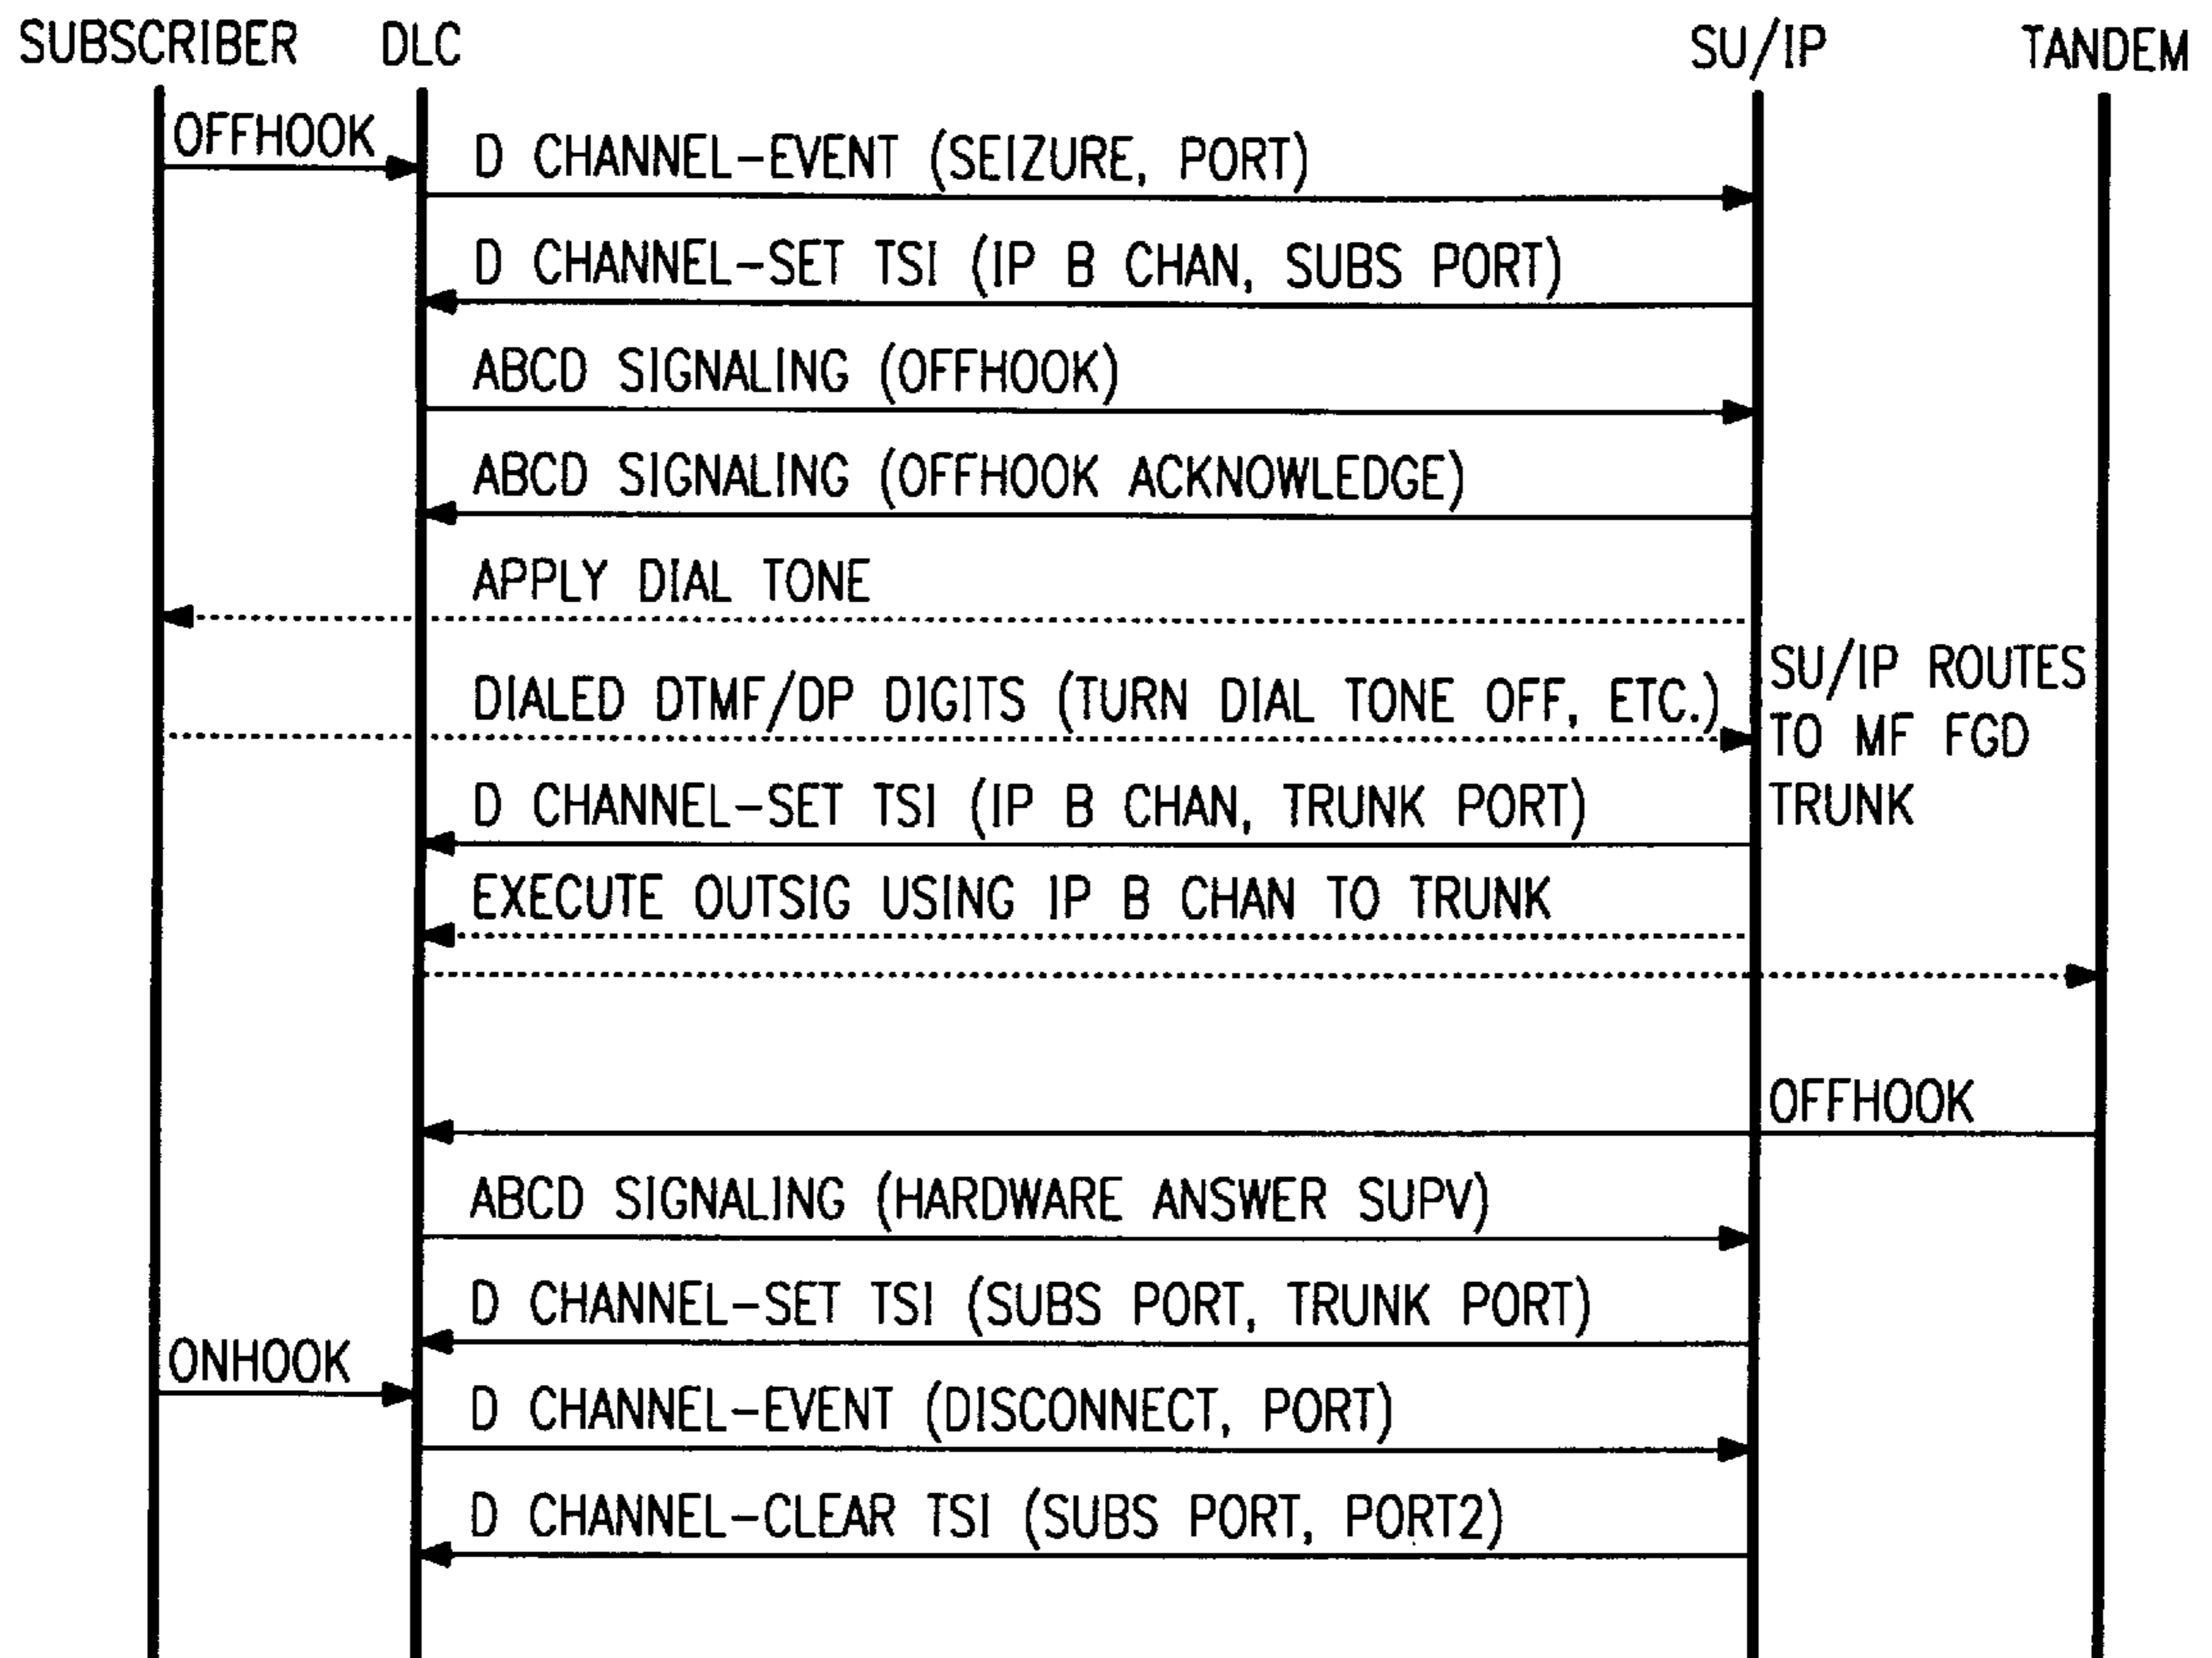 SUBSCRIBER DLC SU/IP TANDEM
OFFHOOK
D CHANNEL-EVENT (SEIZURE, PORT)
D CHANNEL-SET TSI (IP B CHAN, SUBS PORT)
ABCD SIGNALING (OFFHOOK)
ABCD SIGNALING (OFFHOOK ACKNOWLEDGE)
APPLY DIAL TONE
DIALED DTMF/DP DIGITS (TURN DIAL TONE OFF, ETC.)
SU/IP ROUTES
TO MF FGD
TRUNK
D CHANNEL-SET TSI (IP B CHAN, TRUNK PORT)
EXECUTE OUTSIG USING IP B CHAN TO TRUNK
OFFHOOK
ABCD SIGNALING (HARDWARE ANSWER SUPV)
D CHANNEL-SET TSI (SUBS PORT, TRUNK PORT)
ONHOOK
D CHANNEL-EVENT (DISCONNECT, PORT)
D CHANNEL-CLEAR TSI (SUBS PORT, PORT2)